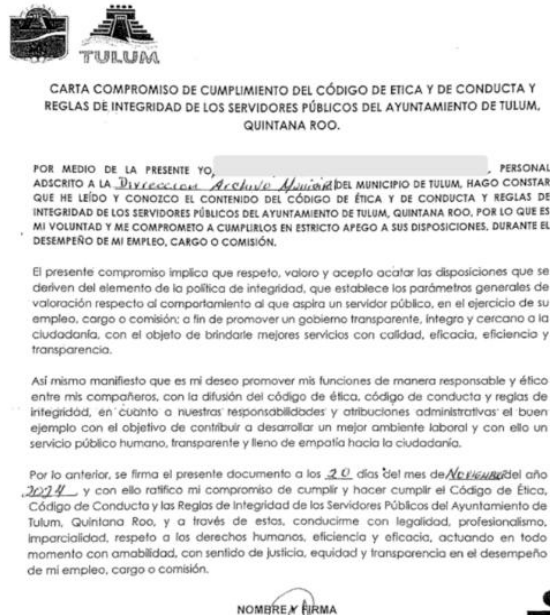 TULUM
CARTA COMPROMISO DE CUMPLIMIENTO DEL CÓDIGO DE ETICA Y DE CONDUCTA Y
REGLAS DE INTEGRIDAD DE LOS SERVIDORES PÚBLICOS DEL AYUNTAMIENTO DE TULUM,
QUINTANA ROO.
POR MEDIO DE LA PRESENTE YO, , PERSONAL
ADSCRITO A LA Direccion Archivo Municipal DEL MUNICIPIO DE TULUM, HAGO CONSTAR
QUE HE LEÍDO Y CONOZCO EL CONTENIDO DEL CÓDIGO DE ÉTICA Y DE CONDUCTA Y REGLAS DE
INTEGRIDAD DE LOS SERVIDORES PÚBLICOS DEL AYUNTAMIENTO DE TULUM, QUINTANA ROO, POR LO QUE ES
MI VOLUNTAD Y ME COMPROMETO A CUMPLIRLOS EN ESTRICTO APEGO A SUS DISPOSICIONES, DURANTE EL
DESEMPEÑO DE MI EMPLEO, CARGO O COMISIÓN.
El presente compromiso implica que respeto, valoro y acepto acatar las disposiciones que se
deriven del elemento de la política de integridad, que establece los parámetros generales de
valoración respecto al comportamiento al que aspira un servidor público, en el ejercicio de su
empleo, cargo o comisión; a fin de promover un gobierno transparente, íntegro y cercano a la
ciudadanía, con el objeto de brindarle mejores servicios con calidad, eficacia, eficiencia y
transparencia.
Así mismo manifiesto que es mi deseo promover mis funciones de manera responsable y ético
entre mis compañeros, con la difusión del código de ética, código de conducta y reglas de
integridad, en cuanto a nuestras responsabilidades y atribuciones administrativas el buen
ejemplo con el objetivo de contribuir a desarrollar un mejor ambiente laboral y con ello un
servicio público humano, transparente y lleno de empatía hacia la ciudadanía.
Por lo anterior, se firma el presente documento a los 20 días del mes de Noviembre del año
2024 y con ello ratifico mi compromiso de cumplir y hacer cumplir el Código de Ética,
Código de Conducta y las Reglas de Integridad de los Servidores Públicos del Ayuntamiento de
Tulum, Quintana Roo, y a través de estos, conducirme con legalidad, profesionalismo,
imparcialidad, respeto a los derechos humanos, eficiencia y eficacia, actuando en todo
momento con amabilidad, con sentido de justicia, equidad y transparencia en el desempeño
de mi empleo, cargo o comisión.
NOMBRE Y FIRMA